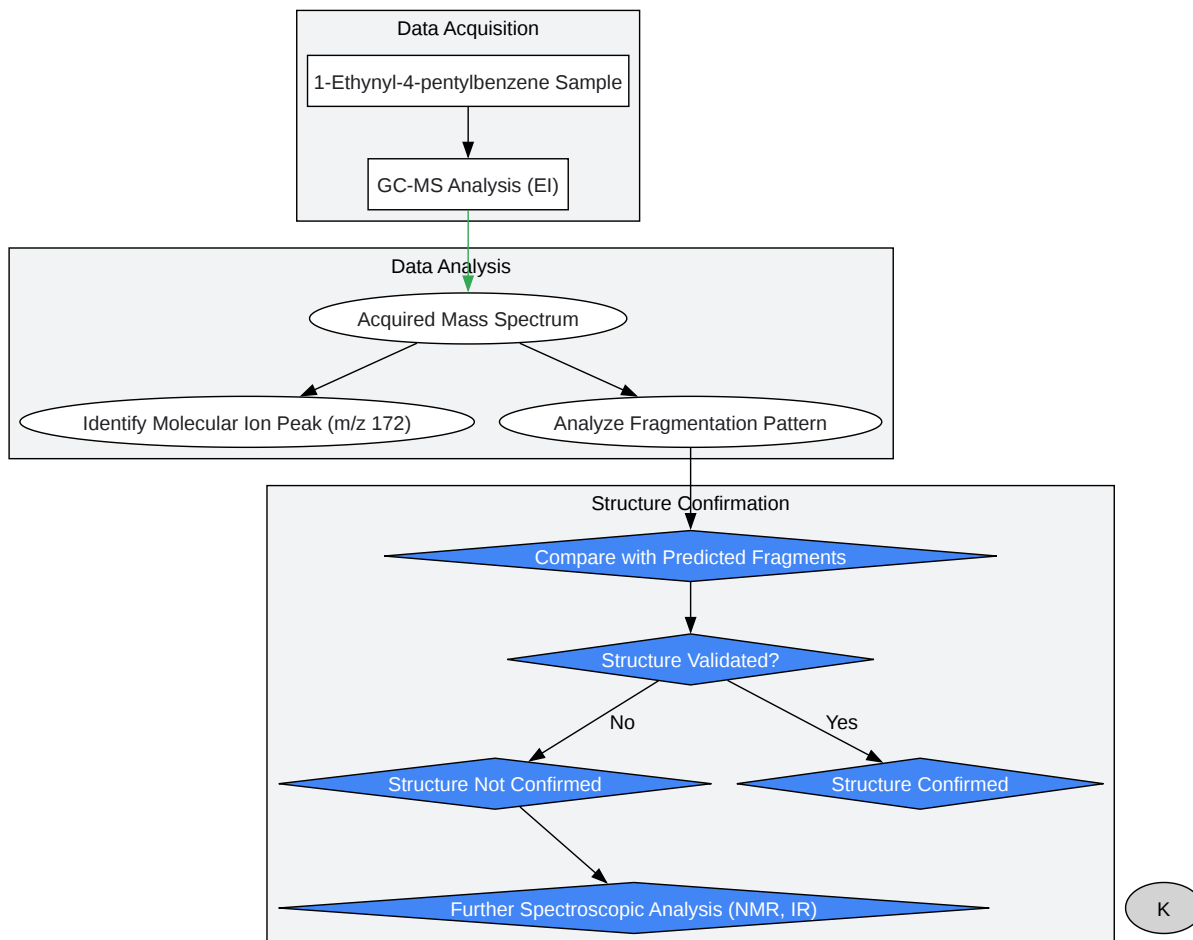 Data Acquisition
1-Ethynyl-4-pentylbenzene Sample
GC-MS Analysis (EI)
Data Analysis
Acquired Mass Spectrum
Identify Molecular Ion Peak (m/z 172)
Analyze Fragmentation Pattern
Structure Confirmation
Compare with Predicted Fragments
Structure Validated?
No
Yes
Structure Not Confirmed
Structure Confirmed
Further Spectroscopic Analysis (NMR, IR)
K